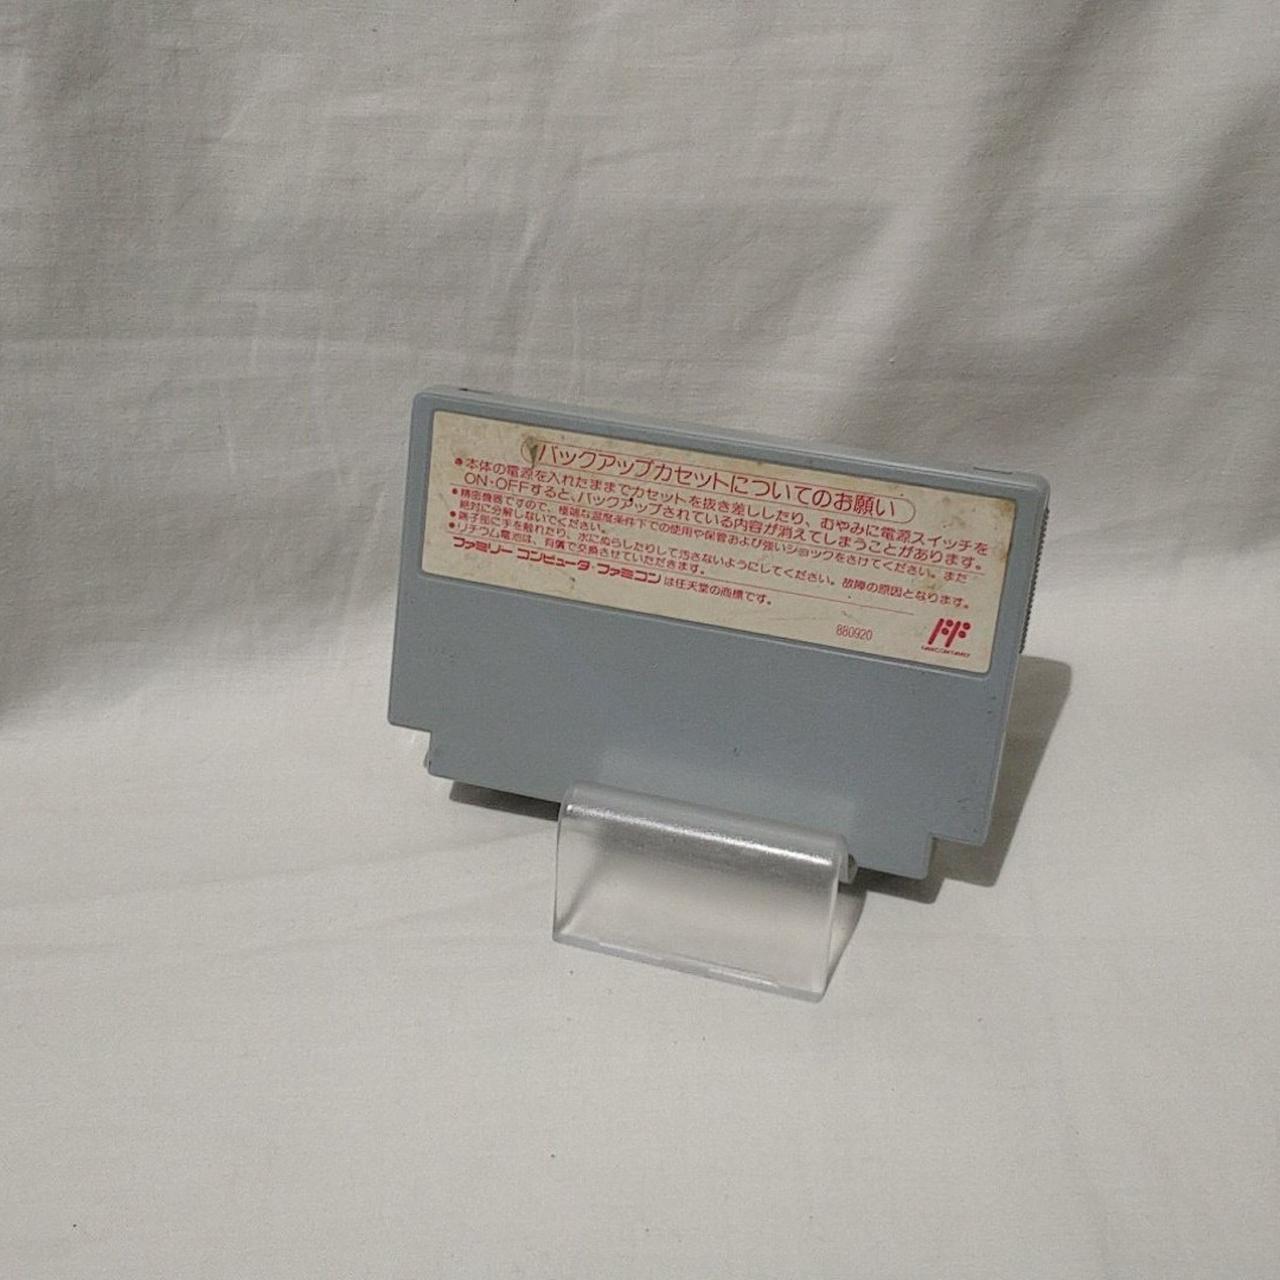 バックアップカセットについてのお願い
●本体の電源を入れたままでカセットを抜き差ししたり、むやみに電源スイッチを
ON・OFFすると、バックアップされている内容が消えてしまうことがあります。
●精密機器ですので、極端な温度条件下での使用や保管および強いショックをさけてください。また
絶対に分解しないでください。
●端子部に手を触れたり、水にぬらしたりして汚さないようにしてください。故障の原因となります。
●リチウム電池は、有償で交換させていただきます。
ファミリーコンピュータ・ファミコンは任天堂の商標です。
880920
FF